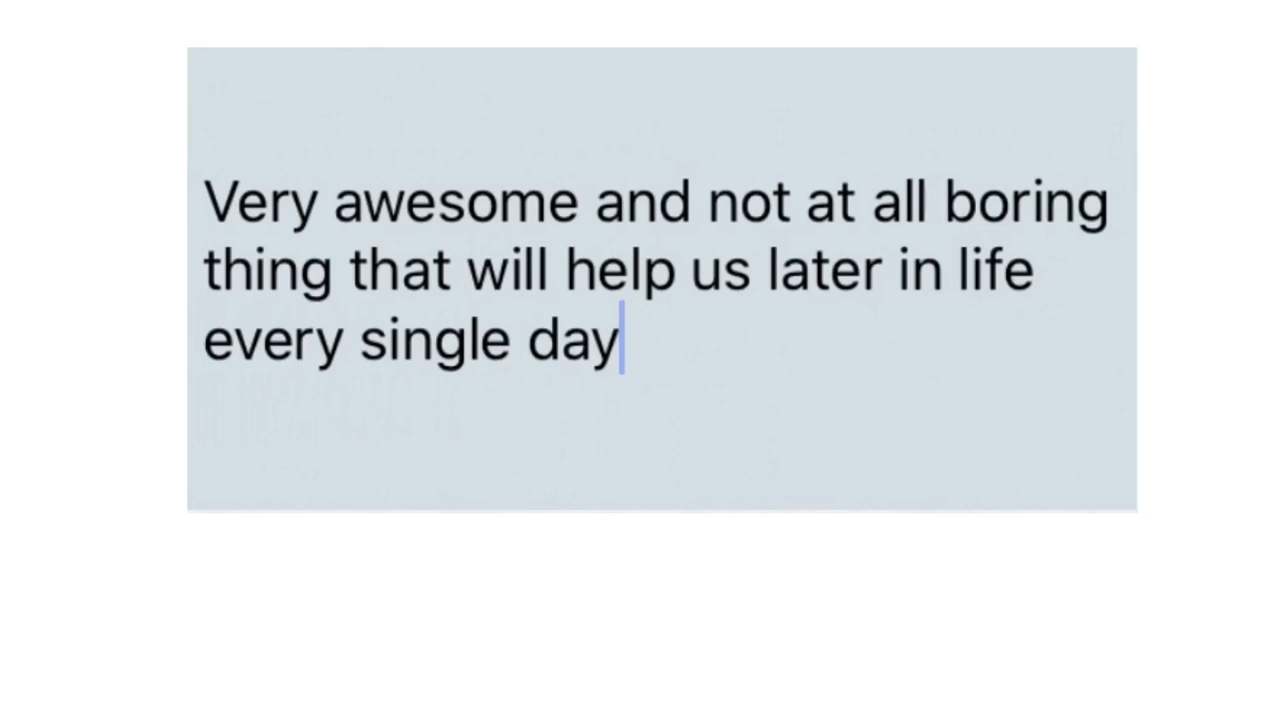 Very awesome and not at all boring
thing that will help us later in life
every single day